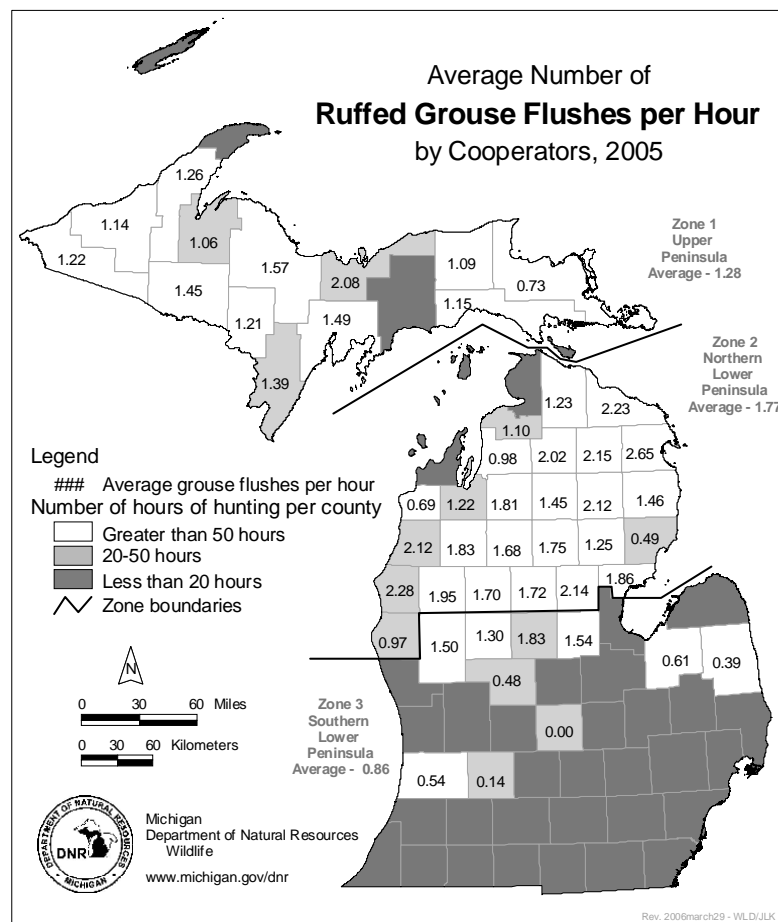 Average Number of
Ruffed Grouse Flushes per Hour
by Cooperators, 2005
1.26
1.14
1.06
1.22
1.57
1.09
0.73
2.08
1.45
1.15
1.21
1.49
1.39
Zone 1
Upper
Peninsula
Average - 1.28
Zone 2
Northern
Lower
Peninsula
Average - 1.77
1.23 2.23
1.10
0.98 2.02 2.15 2.65
0.69 1.22 1.81 1.45 2.12 1.46
2.12 1.83 1.68 1.75 1.25 0.49
2.28 1.95 1.70 1.72 2.14 1.86
0.97 1.50 1.30 1.83 1.54
0.61 0.39
0.48
0.00
0.54 0.14
Legend
### Average grouse flushes per hour
Number of hours of hunting per county
Greater than 50 hours
20-50 hours
Less than 20 hours
Zone boundaries
N
0 30 60 Miles
0 30 60 Kilometers
Zone 3
Southern
Lower
Peninsula
Average - 0.86
DEPARTMENT OF NATURAL RESOURCES
DNR
MICHIGAN
Michigan
Department of Natural Resources
Wildlife
www.michigan.gov/dnr
Rev. 2006march29 - WLD/JLK